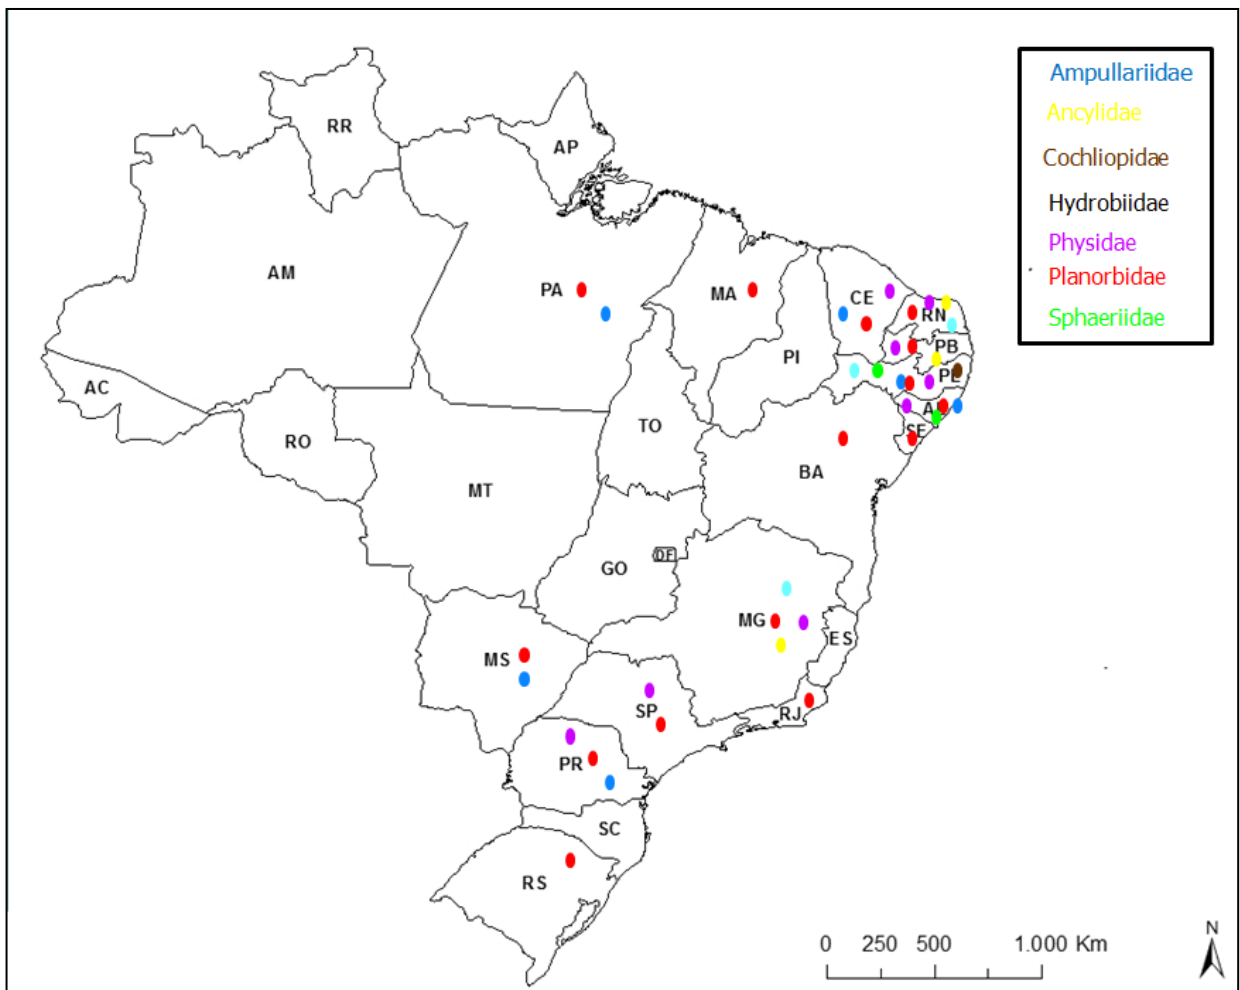 Ampullariidae
Ancylidae
Cochliopidae
Hydrobiidae
Physidae
Planorbidae
Sphaeriidae
RR
AP
AM
PA
MA
CE
RN
PB
PI
PE
AC
AL
SE
TO
RO
BA
MT
DF
GO
MG
ES
MS
SP
RJ
PR
SC
RS
0 250 500 1.000 Km
N